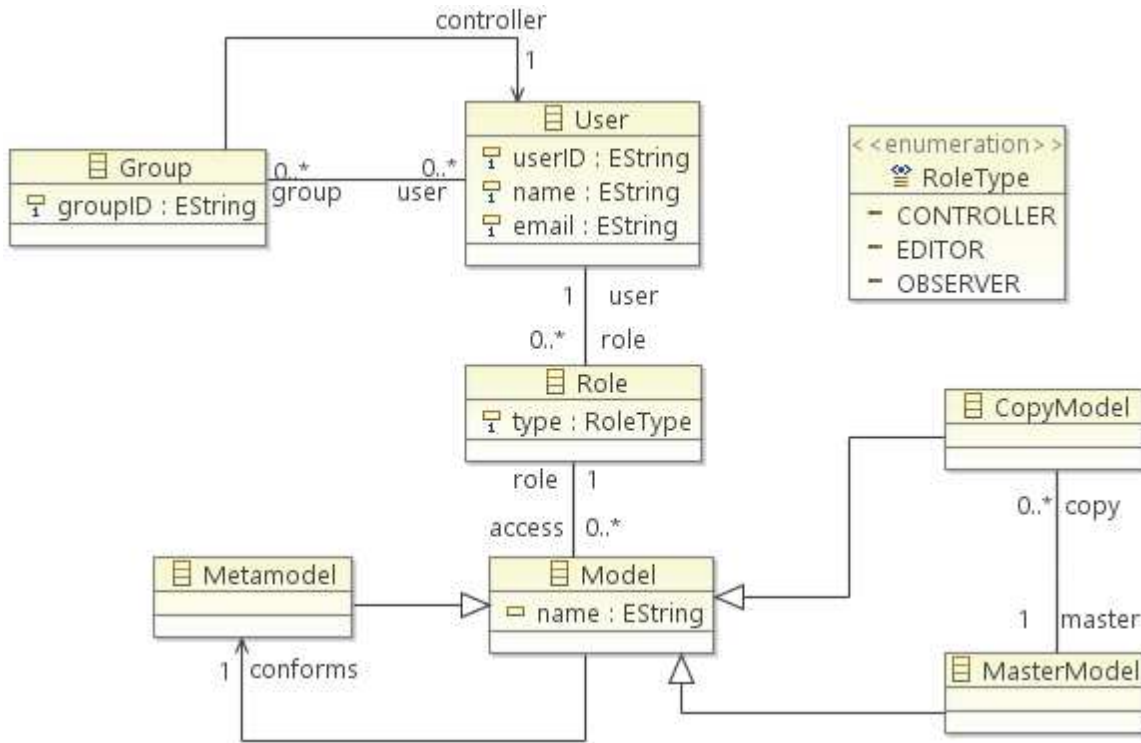 controller
1
User
userID : EString
name : EString
email : EString
<<enumeration>>
RoleType
CONTROLLER
EDITOR
OBSERVER
Group
groupID : EString
0..*
group
0..*
user
1
user
0..*
role
Role
type : RoleType
role
1
access
0..*
CopyModel
0..*
copy
1
master
MasterModel
Metamodel
Model
name : EString
1
conforms